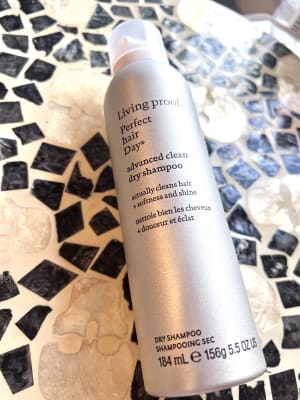 Living proof.
Perfect
hair
Day®
advanced clean
dry shampoo
actually cleans hair
+ softness and shine
nettoie bien les cheveux
+ douceur et éclat
DRY SHAMPOO
SHAMPOOING SEC
184 mL ℮ 156g 5.5 OZ US